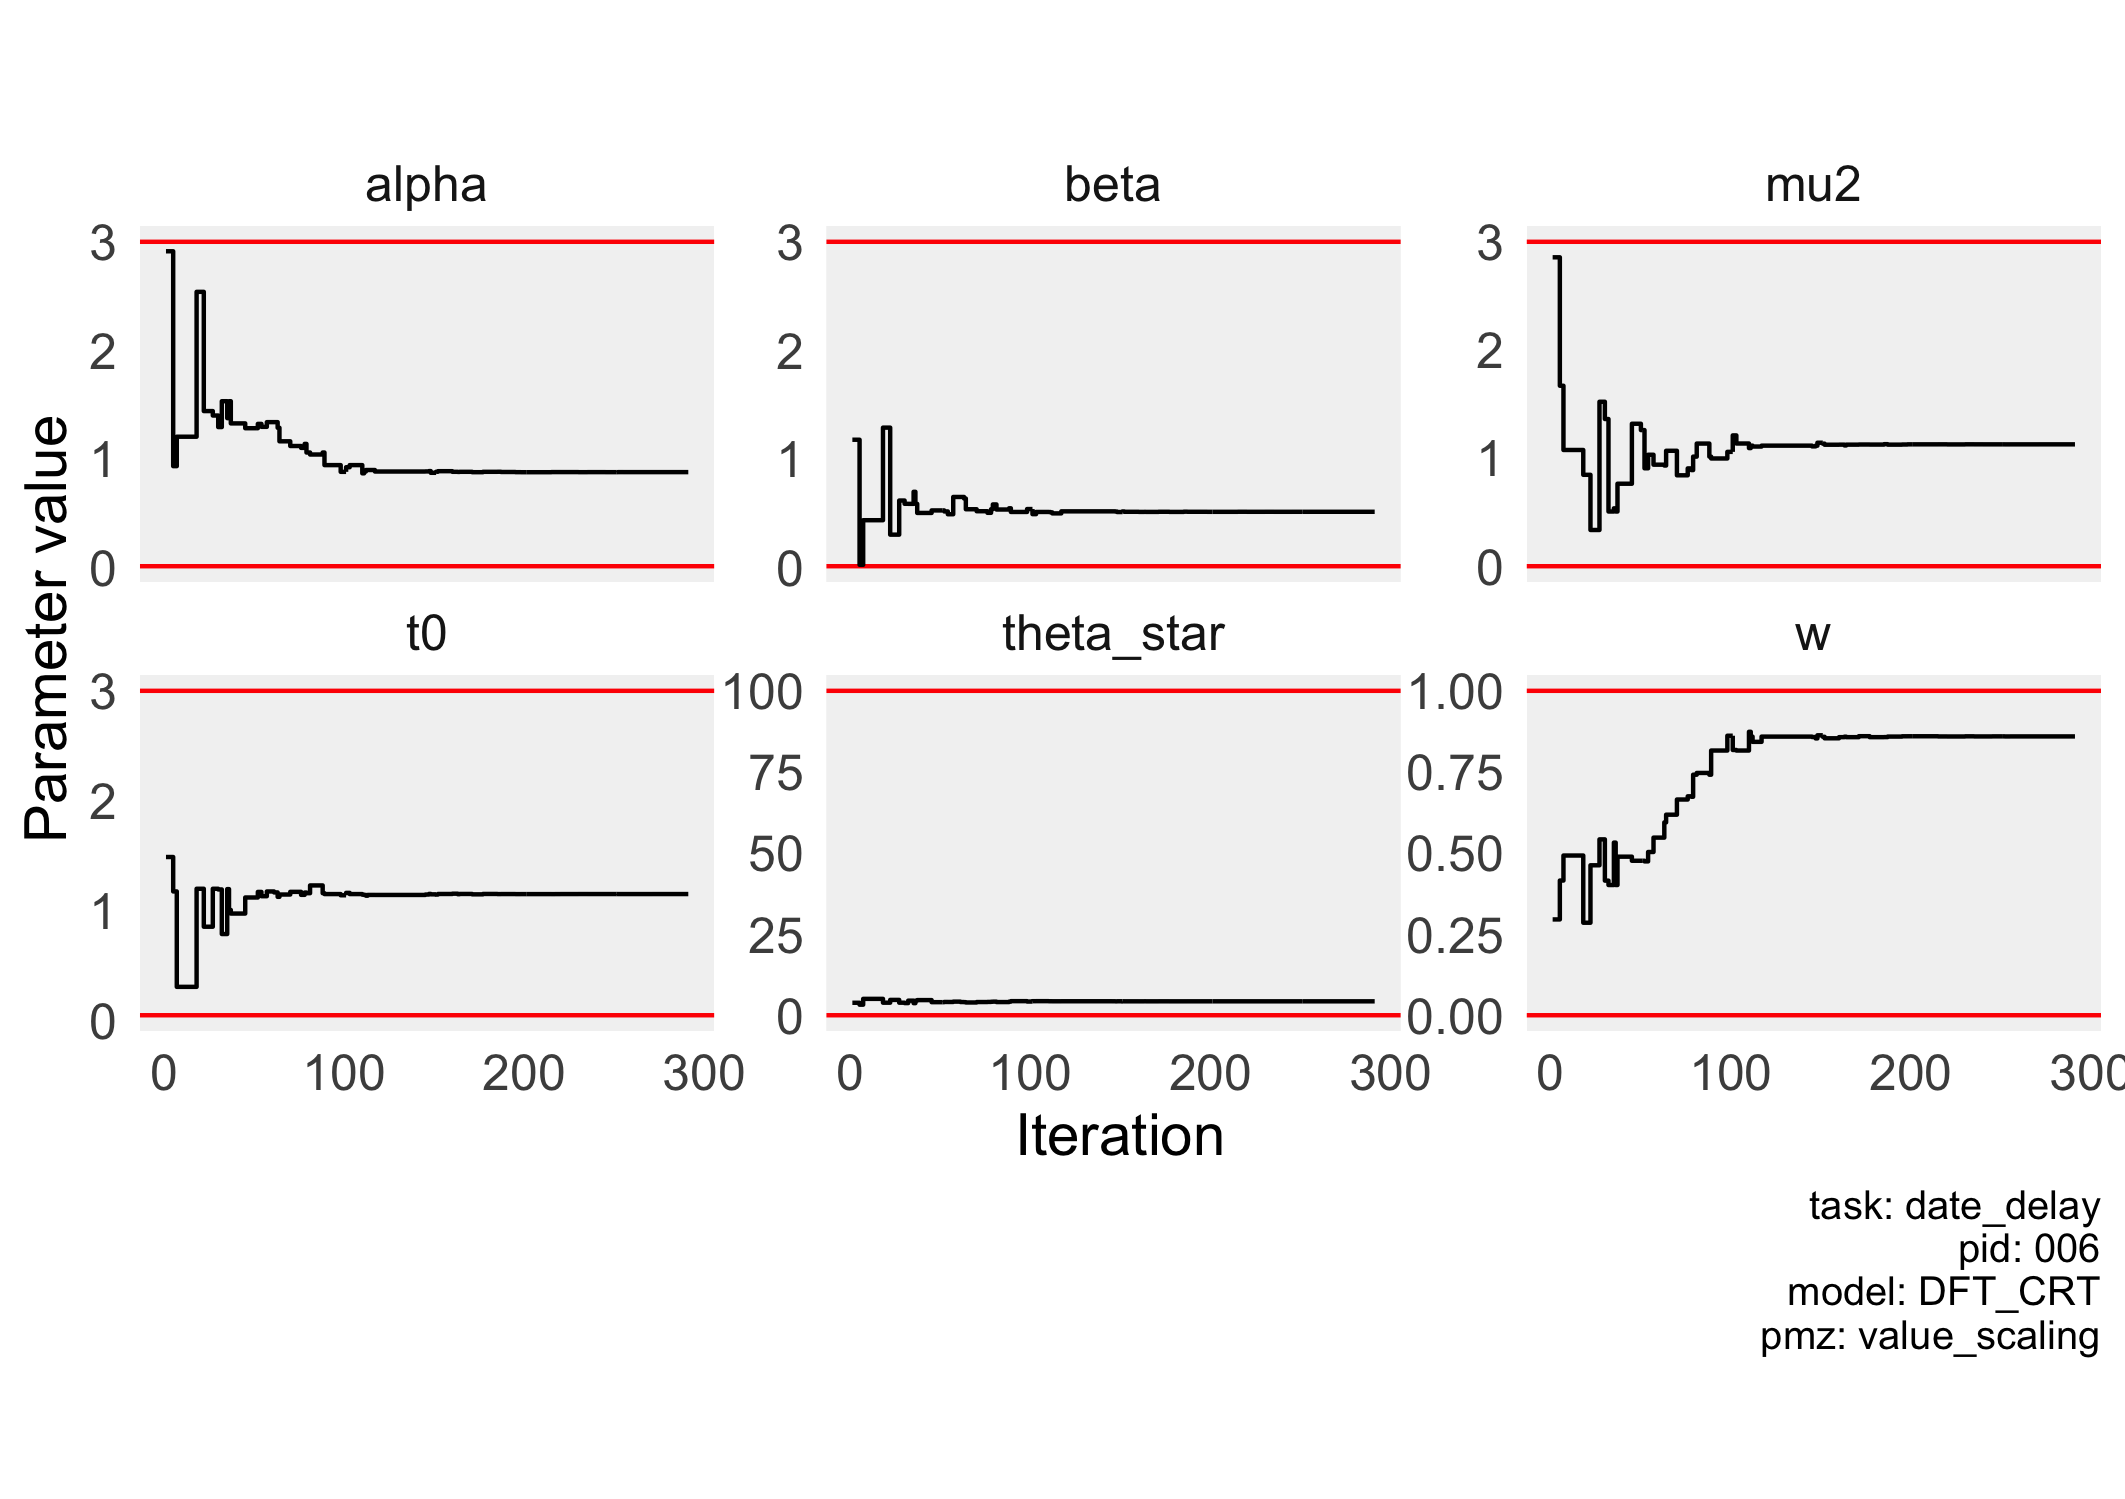 alpha
beta
mu2
3
2
1
0
3
2
1
0
3
2
1
0
t0
theta_star
w
3
2
1
0
100
75
50
25
0
1.00
0.75
0.50
0.25
0.00
0 100 200 300
0 100 200 300
0 100 200 300
Parameter value
Iteration
task: date_delay
pid: 006
model: DFT_CRT
pmz: value_scaling